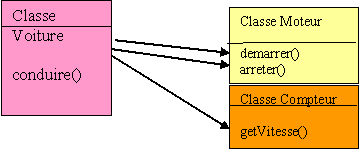 Classe
Voiture
conduire()
Classe Moteur
demarrer()
arreter()
Classe Compteur
getVitesse()